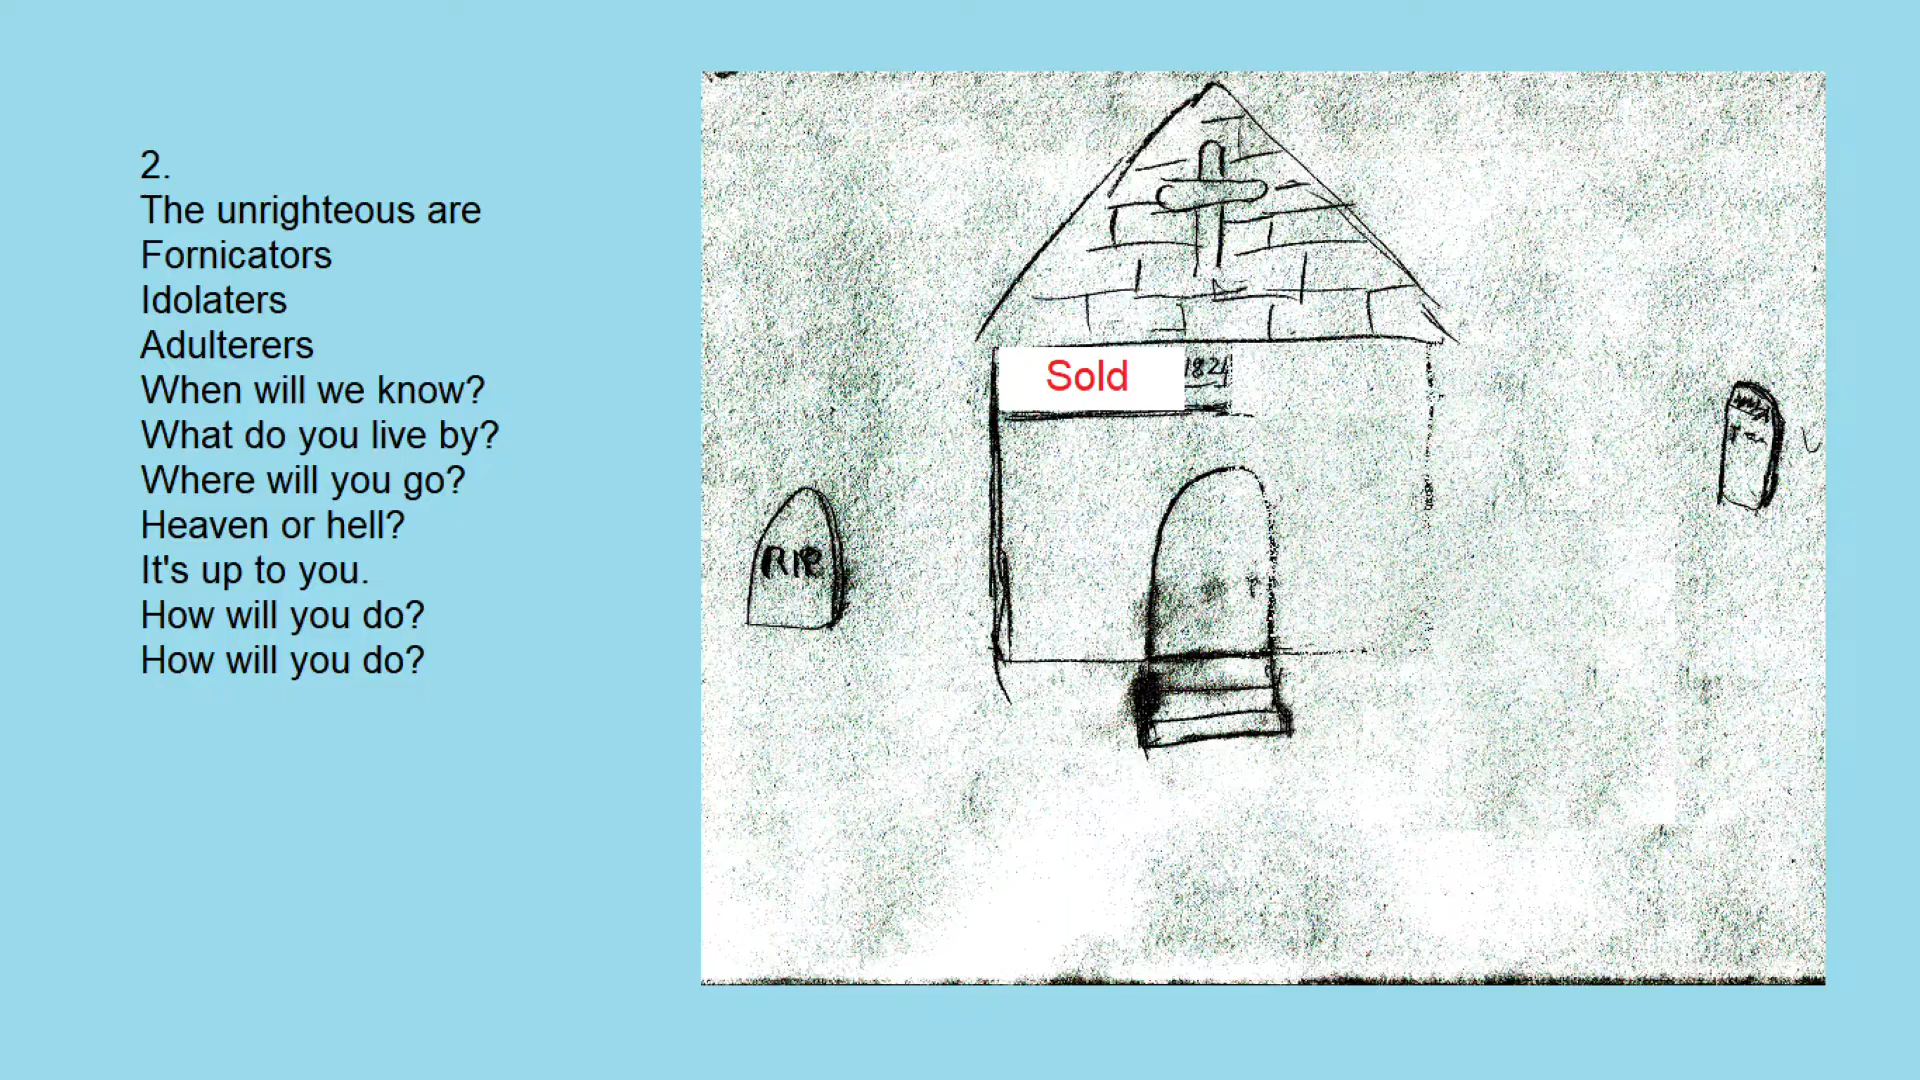 2.
The unrighteous are
Fornicators
Idolaters
Adulterers
When will we know?
What do you live by?
Where will you go?
Heaven or hell?
It's up to you.
How will you do?
How will you do?
Sold
1821
RIP